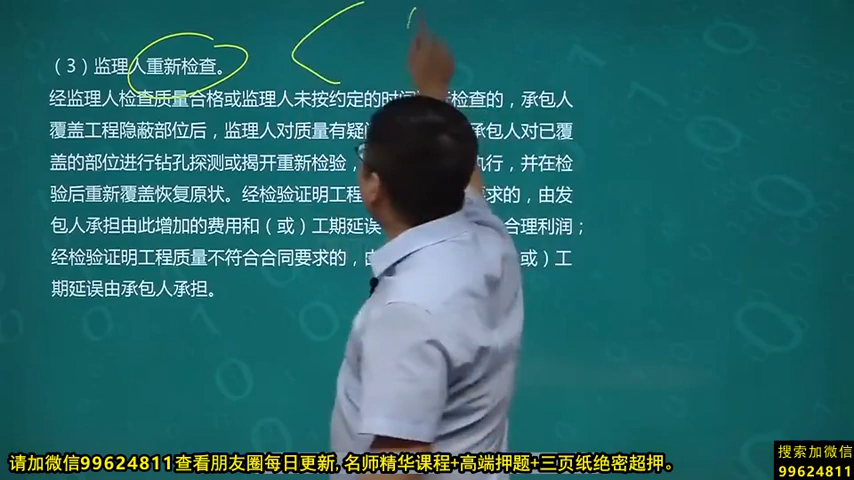 （3）监理人重新检查。
经监理人检查质量合格或监理人未按约定的时间 检查的，承包人
覆盖工程隐蔽部位后，监理人对质量有疑 承包人对已覆
盖的部位进行钻孔探测或揭开重新检验， 执行，并在检
验后重新覆盖恢复原状。经检验证明工程 要求的，由发
包人承担由此增加的费用和（或）工期延误 合理利润；
经检验证明工程质量不符合合同要求的， 或）工
期延误由承包人承担。
请加微信99624811查看朋友圈每日更新,名师精华课程+高端押题+三页纸绝密超押。
搜索加微信
99624811